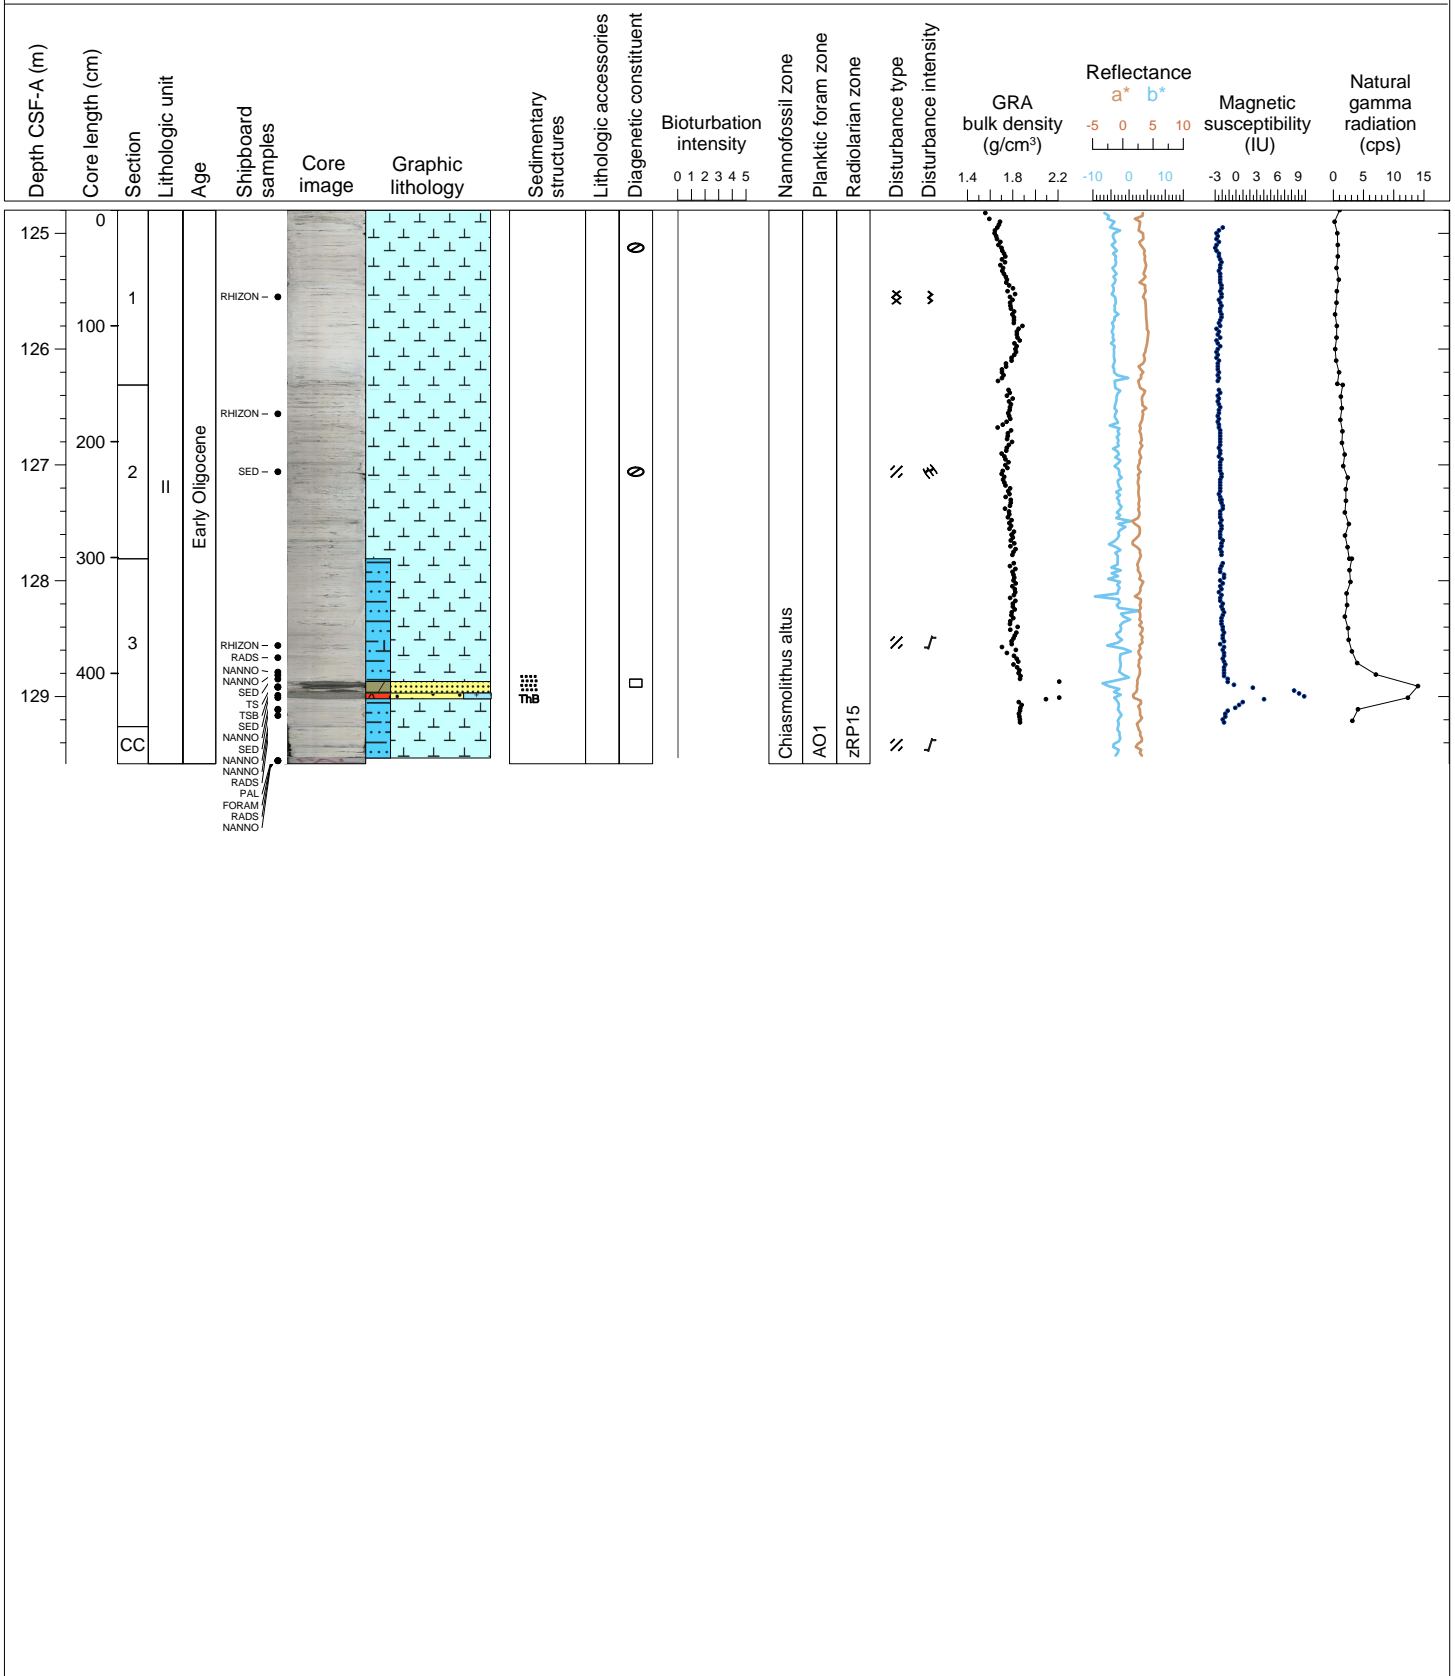 Depth CSF-A (m)
Core length (cm)
Section
Lithologic unit
Age
Shipboard
samples
Core
image
Graphic
lithology
Sedimentary
structures
Lithologic accessories
Diagenetic constituent
Bioturbation
intensity
0 1 2 3 4 5
Nannofossil zone
Planktic foram zone
Radiolarian zone
Disturbance type
Disturbance intensity
GRA
bulk density
(g/cm³)
1.4 1.8 2.2
Reflectance
a* b*
-5 0 5 10
-10 0 10
Magnetic
susceptibility
(IU)
-3 0 3 6 9
Natural
gamma
radiation
(cps)
0 5 10 15
125
126
127
128
129
0
100
200
300
400
1
2
3
CC
II
Early Oligocene
RHIZON
RHIZON
SED
RHIZON
RADS
NANNO
NANNO
SED
TS
TSB
SED
NANNO
SED
NANNO
NANNO
RADS
PAL
FORAM
RADS
NANNO
ThB
Chiasmolithus altus
AO1
zRP15